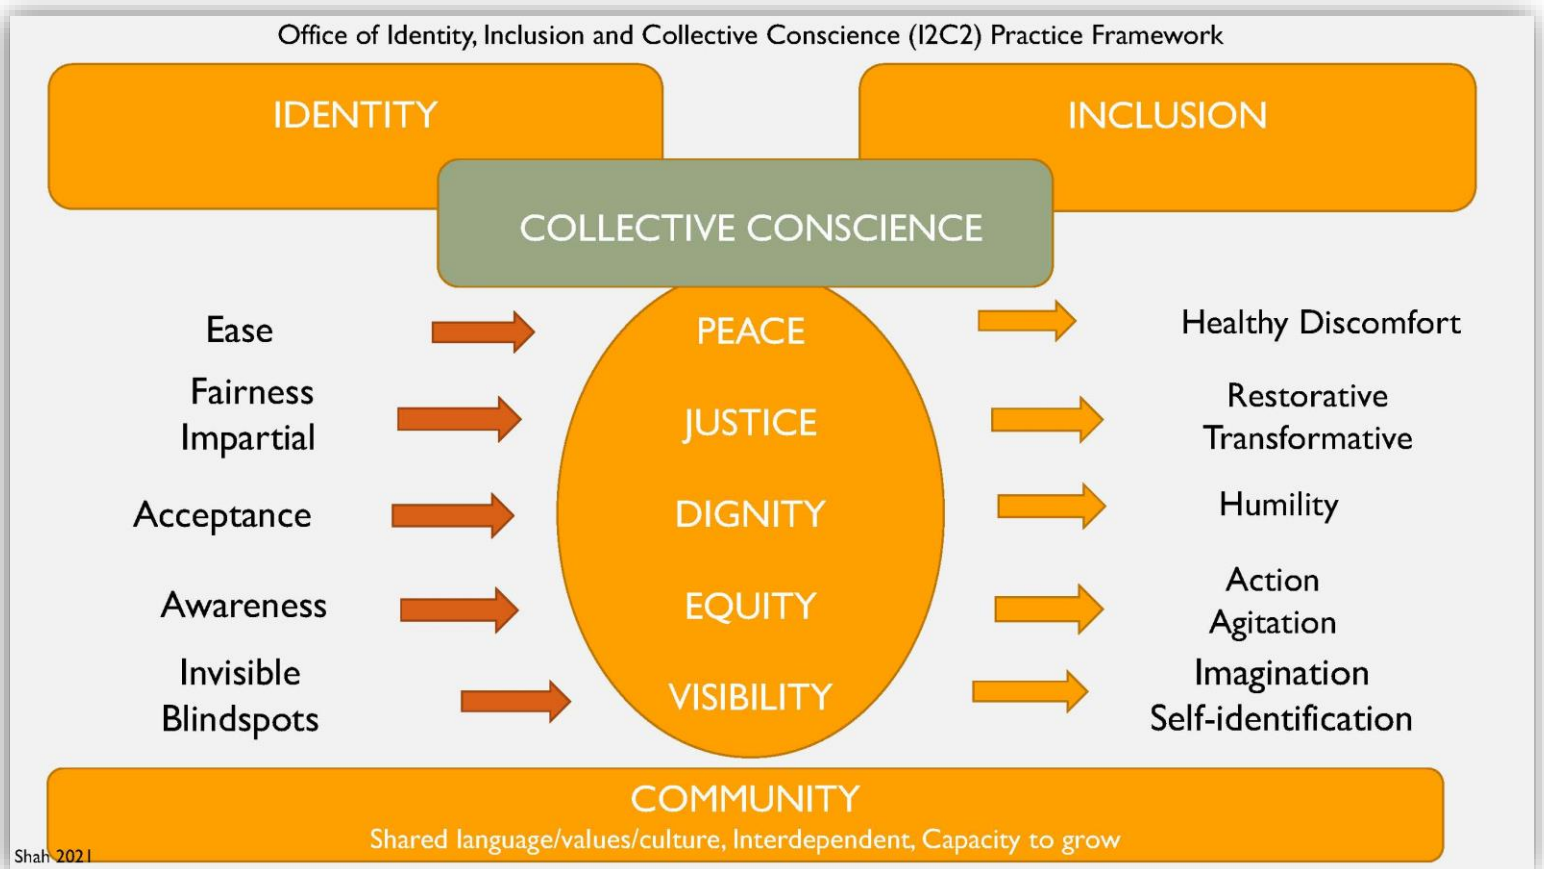 Office of Identity, Inclusion and Collective Conscience (I2C2) Practice Framework
IDENTITY
INCLUSION
COLLECTIVE CONSCIENCE
Ease
PEACE
Healthy Discomfort
Fairness
Impartial
JUSTICE
Restorative
Transformative
Acceptance
DIGNITY
Humility
Awareness
EQUITY
Action
Agitation
Invisible
Blindspots
VISIBILITY
Imagination
Self-identification
COMMUNITY
Shared language/values/culture, Interdependent, Capacity to grow
Shah 2021